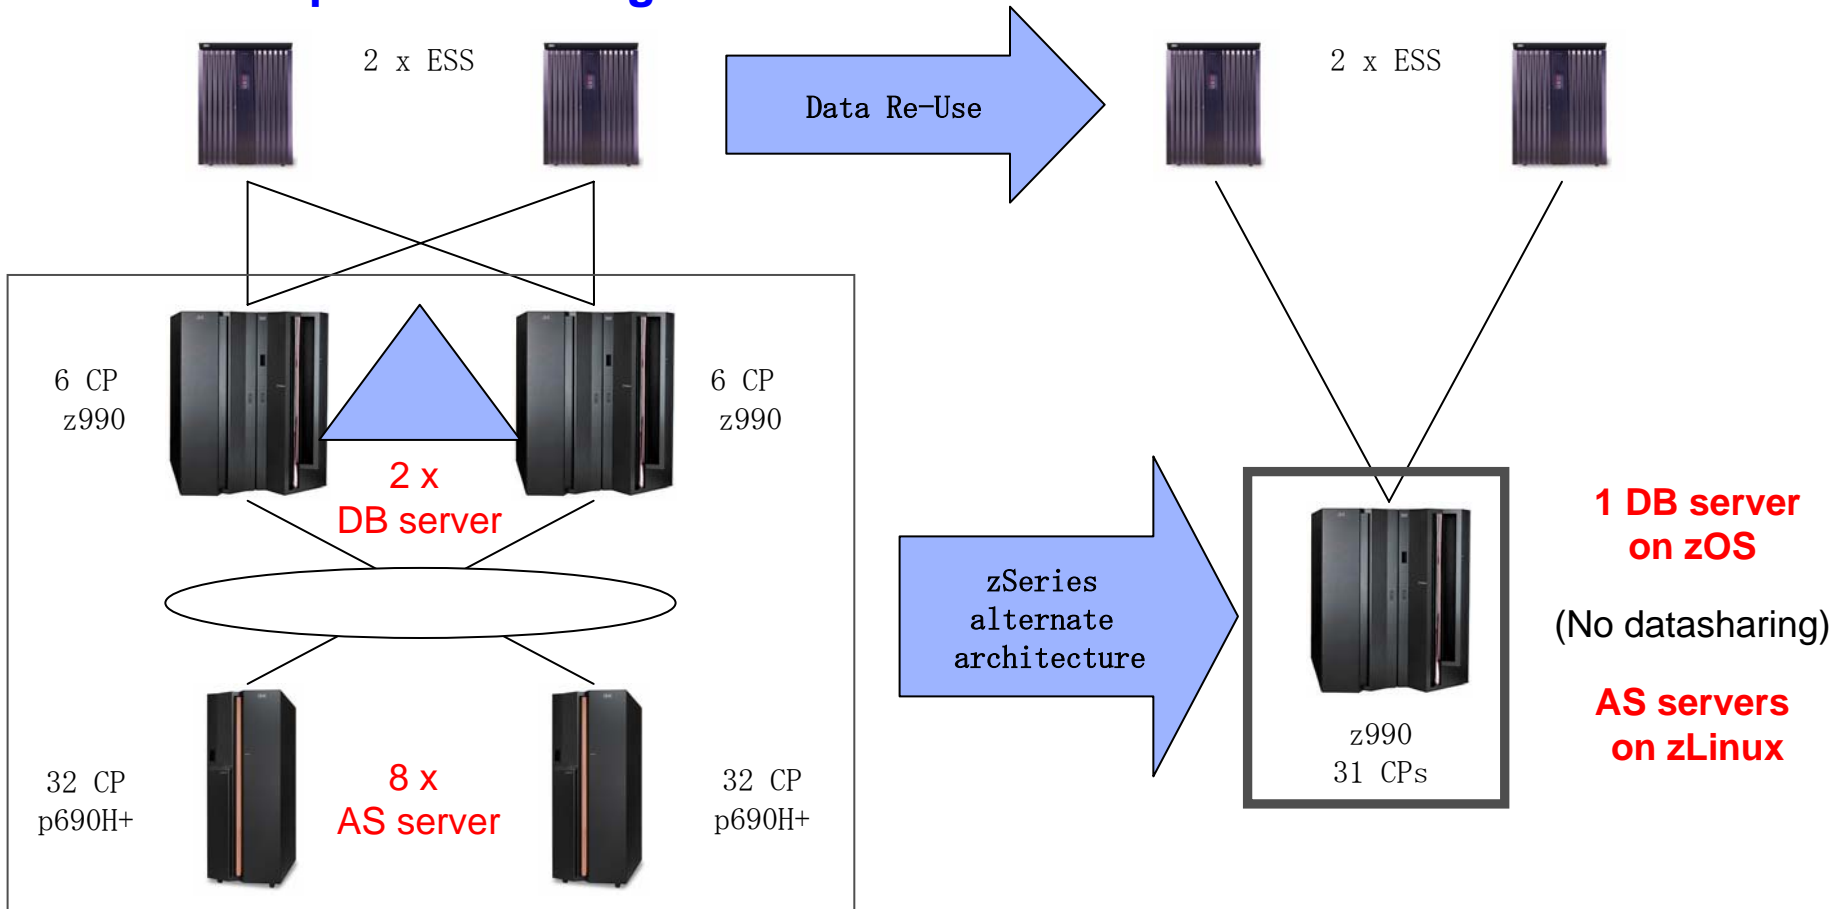 2 x ESS
Data Re-Use
2 x ESS
6 CP
z990
6 CP
z990
2 x
DB server
zSeries
alternate
architecture
1 DB server
on zOS
(No datasharing)
AS servers
on zLinux
z990
31 CPs
32 CP
p690H+
8 x
AS server
32 CP
p690H+